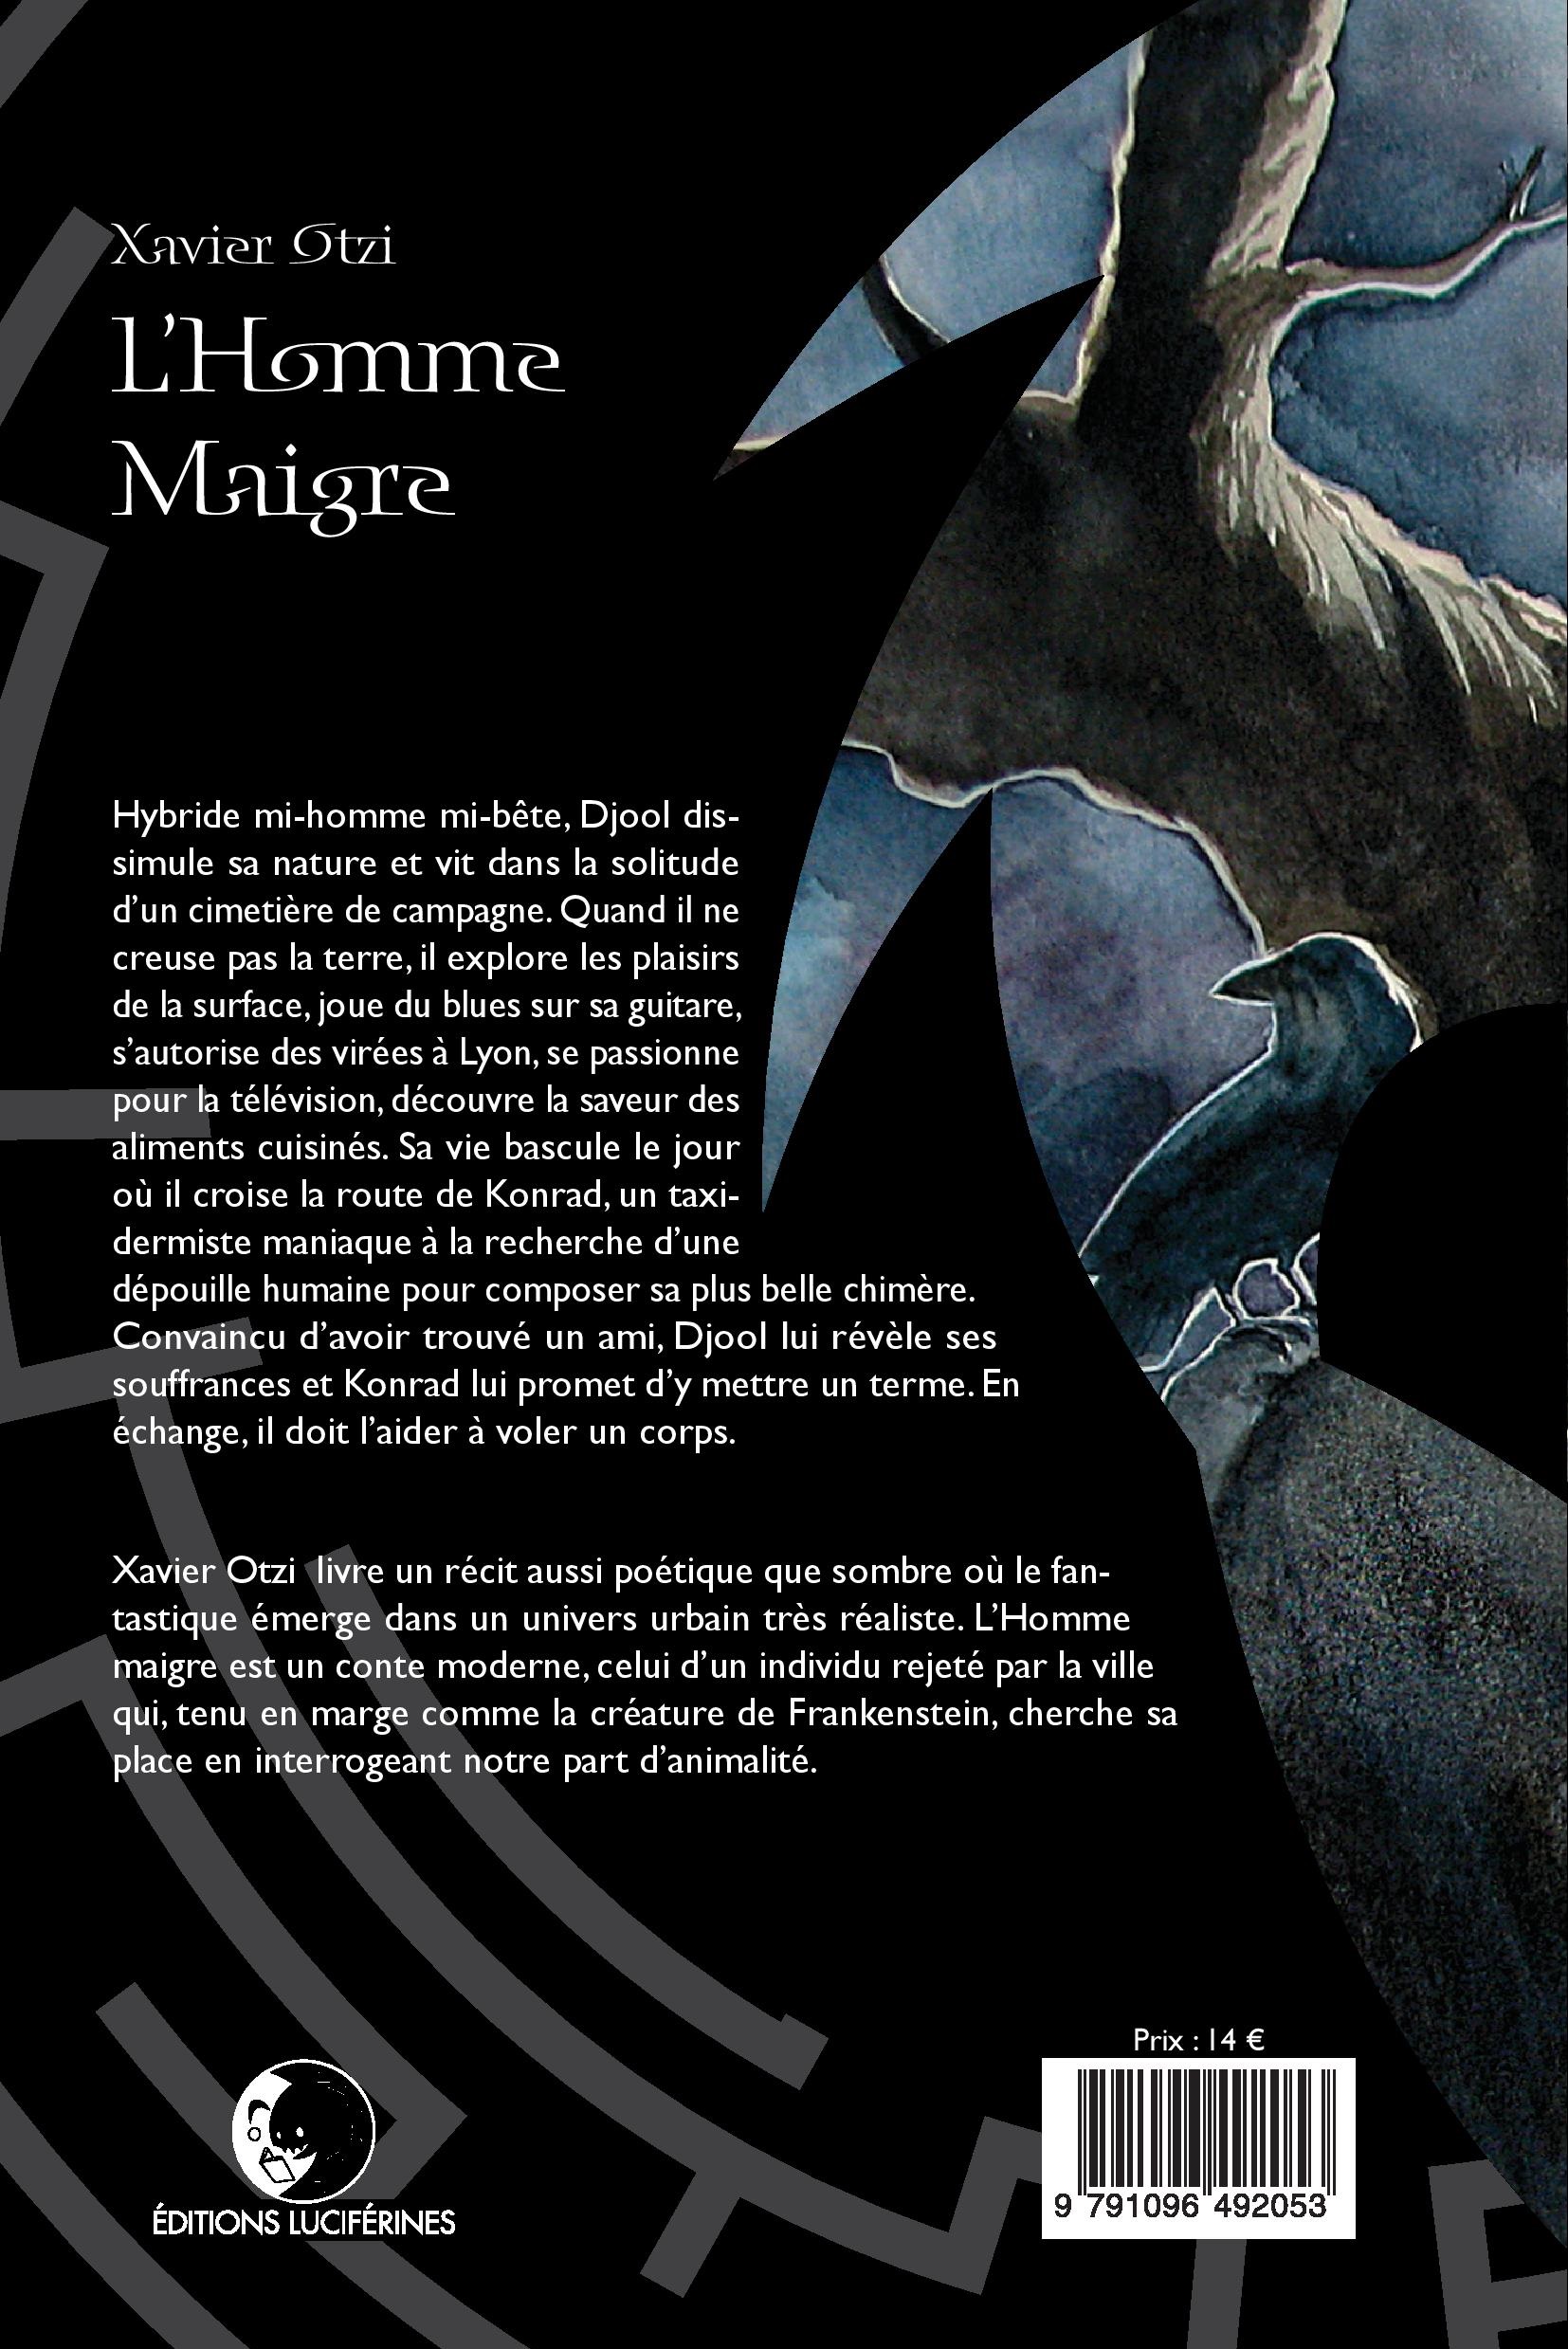 Xavier Otzi
L'Homme
Maigre
Hybride mi-homme mi-bête, Djool dis-
simule sa nature et vit dans la solitude
d'un cimetière de campagne. Quand il ne
creuse pas la terre, il explore les plaisirs
de la surface, joue du blues sur sa guitare,
s'autorise des virées à Lyon, se passionne
pour la télévision, découvre la saveur des
aliments cuisinés. Sa vie bascule le jour
où il croise la route de Konrad, un taxi-
dermiste maniaque à la recherche d'une
dépouille humaine pour composer sa plus belle chimère.
Convaincu d'avoir trouvé un ami, Djool lui révèle ses
souffrances et Konrad lui promet d'y mettre un terme. En
échange, il doit l'aider à voler un corps.
Xavier Otzi livre un récit aussi poétique que sombre où le fan-
tastique émerge dans un univers urbain très réaliste. L'Homme
maigre est un conte moderne, celui d'un individu rejeté par la ville
qui, tenu en marge comme la créature de Frankenstein, cherche sa
place en interrogeant notre part d'animalité.
Prix : 14 €
9 791096 492053
ÉDITIONS LUCIFÉRINES